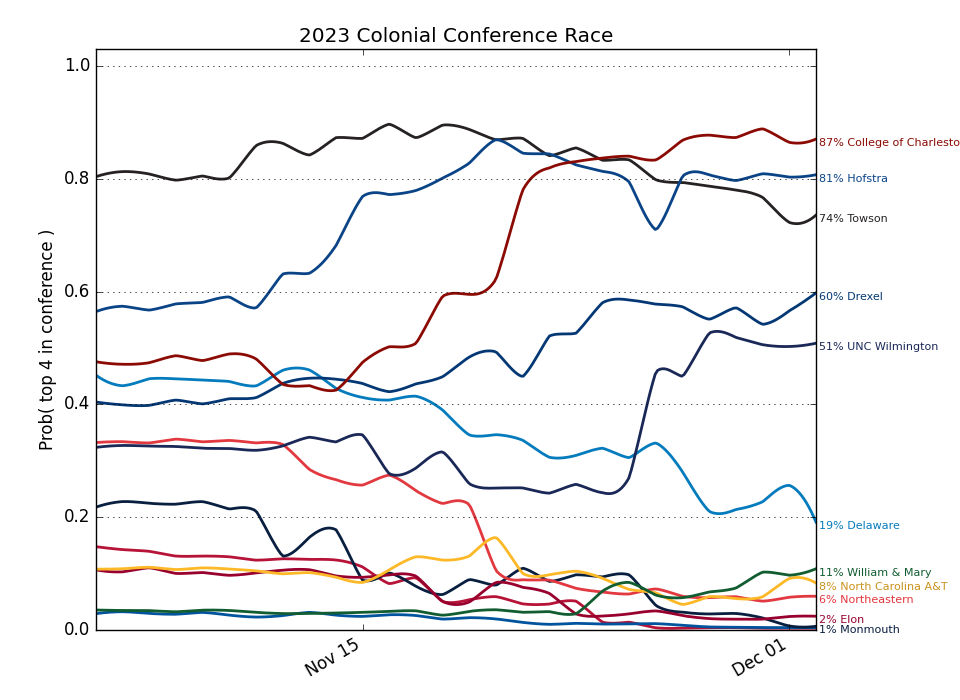 2023 Colonial Conference Race
Prob( top 4 in conference )
1.0
0.8
0.6
0.4
0.2
0.0
Nov 15
Dec 01
87% College of Charlesto
81% Hofstra
74% Towson
60% Drexel
51% UNC Wilmington
19% Delaware
11% William & Mary
8% North Carolina A&T
6% Northeastern
2% Elon
1% Monmouth